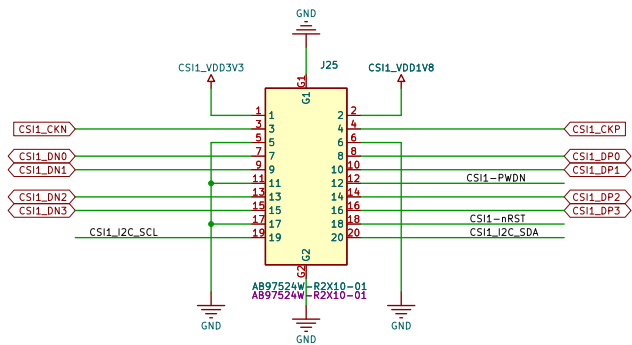 GND
J25
CSI1_VDD3V3
CSI1_VDD1V8
G1
G1
1 1 2 2
CSI1_CKN 3 3 4 4 CSI1_CKP
5 5 6 6
CSI1_DN0 7 7 8 8 CSI1_DP0
CSI1_DN1 9 9 10 10 CSI1_DP1
11 11 12 12 CSI1-PWDN
CSI1_DN2 13 13 14 14 CSI1_DP2
CSI1_DN3 15 15 16 16 CSI1_DP3
17 17 18 18 CSI1-nRST
CSI1_I2C_SCL 19 19 20 20 CSI1_I2C_SDA
G2
G2
AB97524W-R2X10-01
AB97524W-R2X10-01
GND
GND
GND